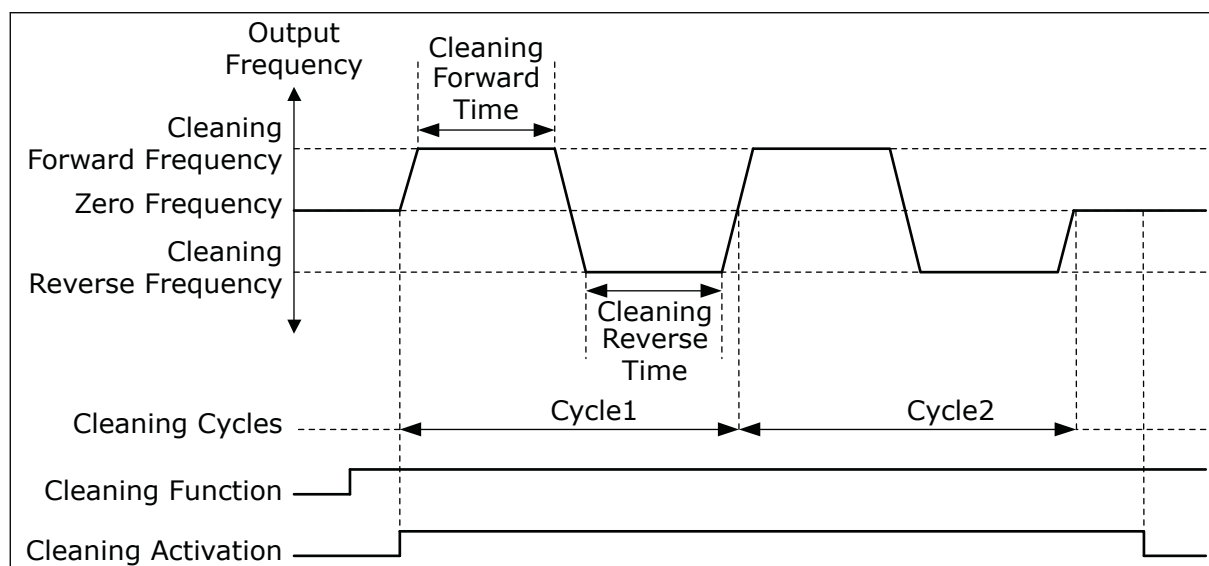 Output
Frequency
Cleaning
Forward
Time
Cleaning
Forward Frequency
Zero Frequency
Cleaning
Reverse Frequency
Cleaning
Reverse
Time
Cleaning Cycles
Cycle1
Cycle2
Cleaning Function
Cleaning Activation